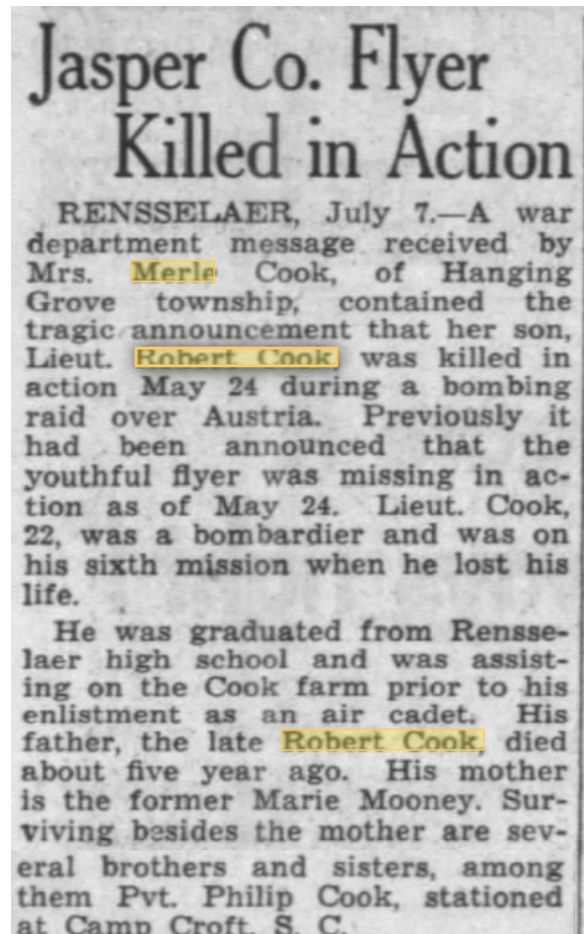 Jasper Co. Flyer
Killed in Action
RENSSELAER, July 7.—A war
department message received by
Mrs. Merle Cook, of Hanging
Grove township, contained the
tragic announcement that her son,
Lieut. Robert Cook was killed in
action May 24 during a bombing
raid over Austria. Previously it
had been announced that the
youthful flyer was missing in ac-
tion as of May 24. Lieut. Cook,
22, was a bombardier and was on
his sixth mission when he lost his
life.
He was graduated from Rensse-
laer high school and was assist-
ing on the Cook farm prior to his
enlistment as an air cadet. His
father, the late Robert Cook, died
about five year ago. His mother
is the former Marie Mooney. Sur-
viving besides the mother are sev-
eral brothers and sisters, among
them Pvt. Philip Cook, stationed
at Camp Croft, S. C.